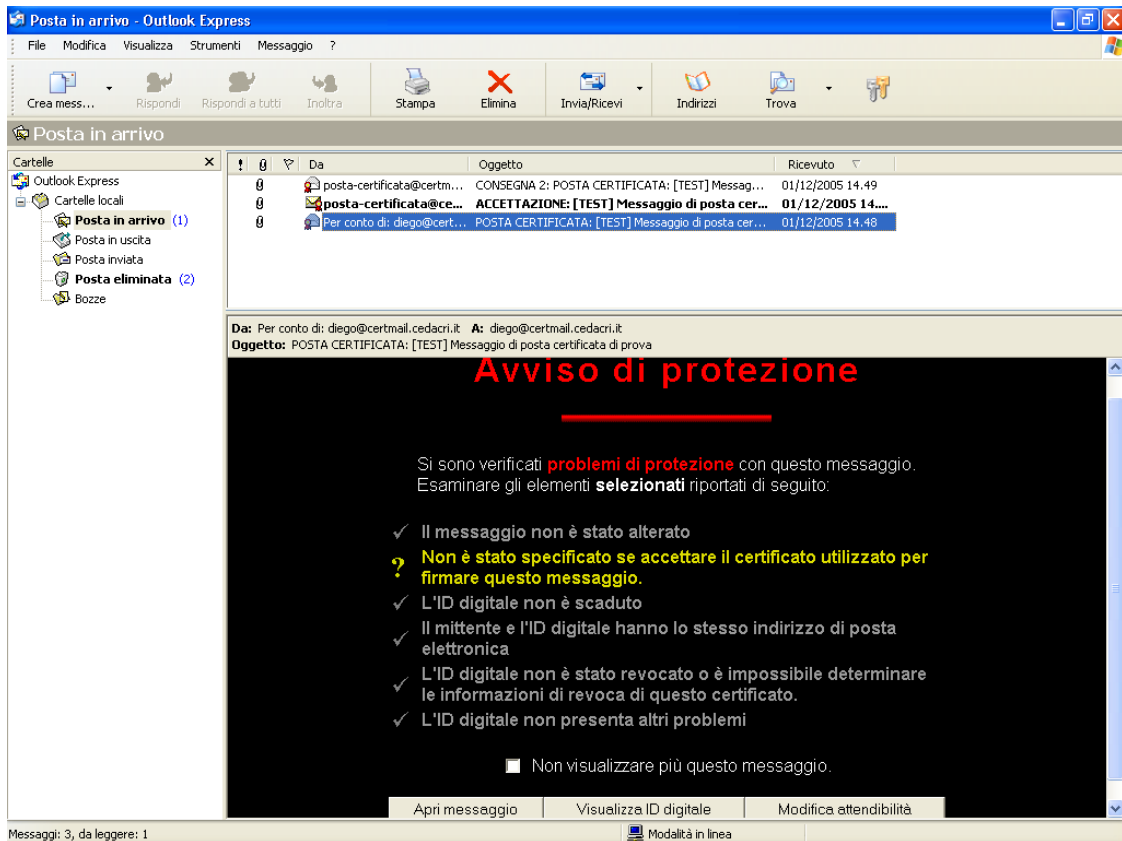 Posta in arrivo - Outlook Express
File Modifica Visualizza Strumenti Messaggio ?
Crea mess... Rispondi Rispondi a tutti Inoltra Stampa Elimina Invia/Ricevi Indirizzi Trova
Posta in arrivo
Cartelle
Outlook Express
Cartelle locali
Posta in arrivo (1)
Posta in uscita
Posta inviata
Posta eliminata (2)
Bozze
! Da Oggetto Ricevuto
posta-certificata@certm... CONSEGNA 2: POSTA CERTIFICATA: [TEST] Messag... 01/12/2005 14.49
posta-certificata@ce... ACCETTAZIONE: [TEST] Messaggio di posta cer... 01/12/2005 14....
Per conto di: diego@cert... POSTA CERTIFICATA: [TEST] Messaggio di posta cer... 01/12/2005 14.48
Da: Per conto di: diego@certmail.cedacri.it A: diego@certmail.cedacri.it
Oggetto: POSTA CERTIFICATA: [TEST] Messaggio di posta certificata di prova
Avviso di protezione
Si sono verificati problemi di protezione con questo messaggio.
Esaminare gli elementi selezionati riportati di seguito:
Il messaggio non è stato alterato
? Non è stato specificato se accettare il certificato utilizzato per
firmare questo messaggio.
L'ID digitale non è scaduto
Il mittente e l'ID digitale hanno lo stesso indirizzo di posta
elettronica
L'ID digitale non è stato revocato o è impossibile determinare
le informazioni di revoca di questo certificato.
L'ID digitale non presenta altri problemi
Non visualizzare più questo messaggio.
Apri messaggio Visualizza ID digitale Modifica attendibilità
Messaggi: 3, da leggere: 1 Modalità in linea